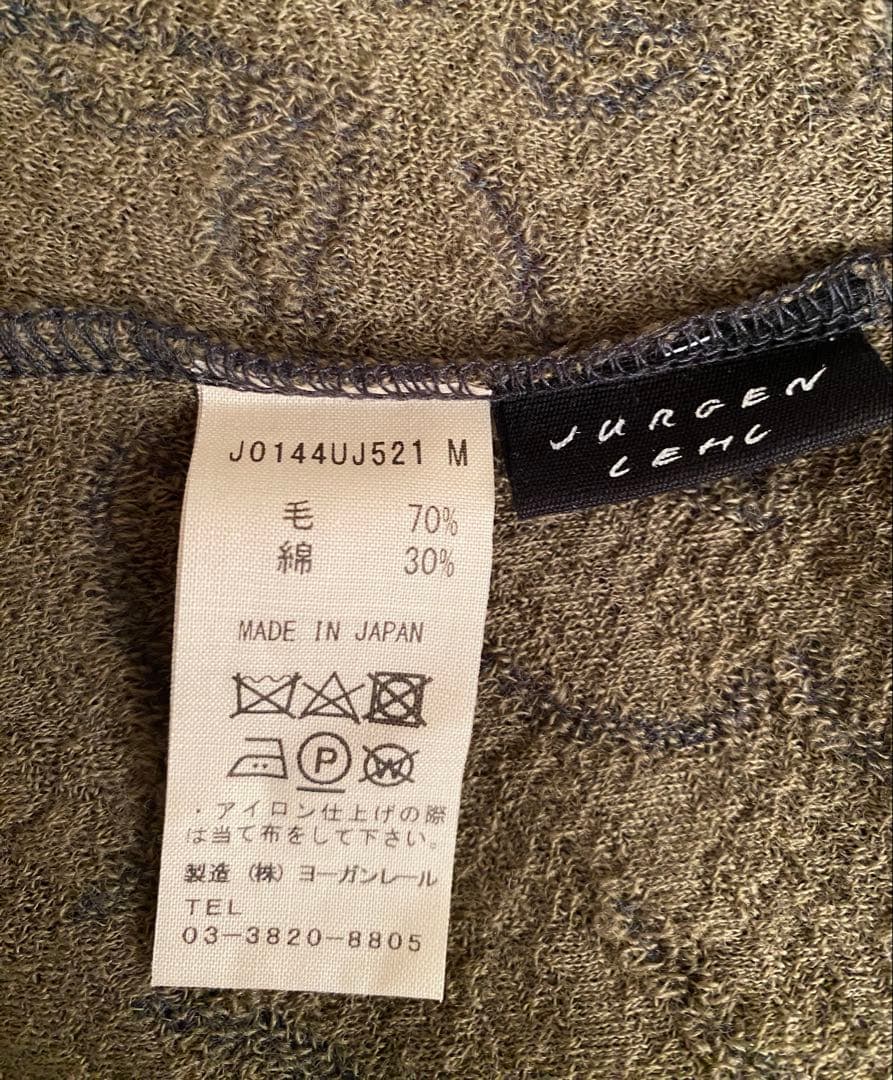 J0144UJ521 M
毛 70%
綿 30%
MADE IN JAPAN
P W
・アイロン仕上げの際
は当て布をして下さい。
製造 (株) ヨーガンレール
TEL
03-3820-8805
JURGEN
LEHL